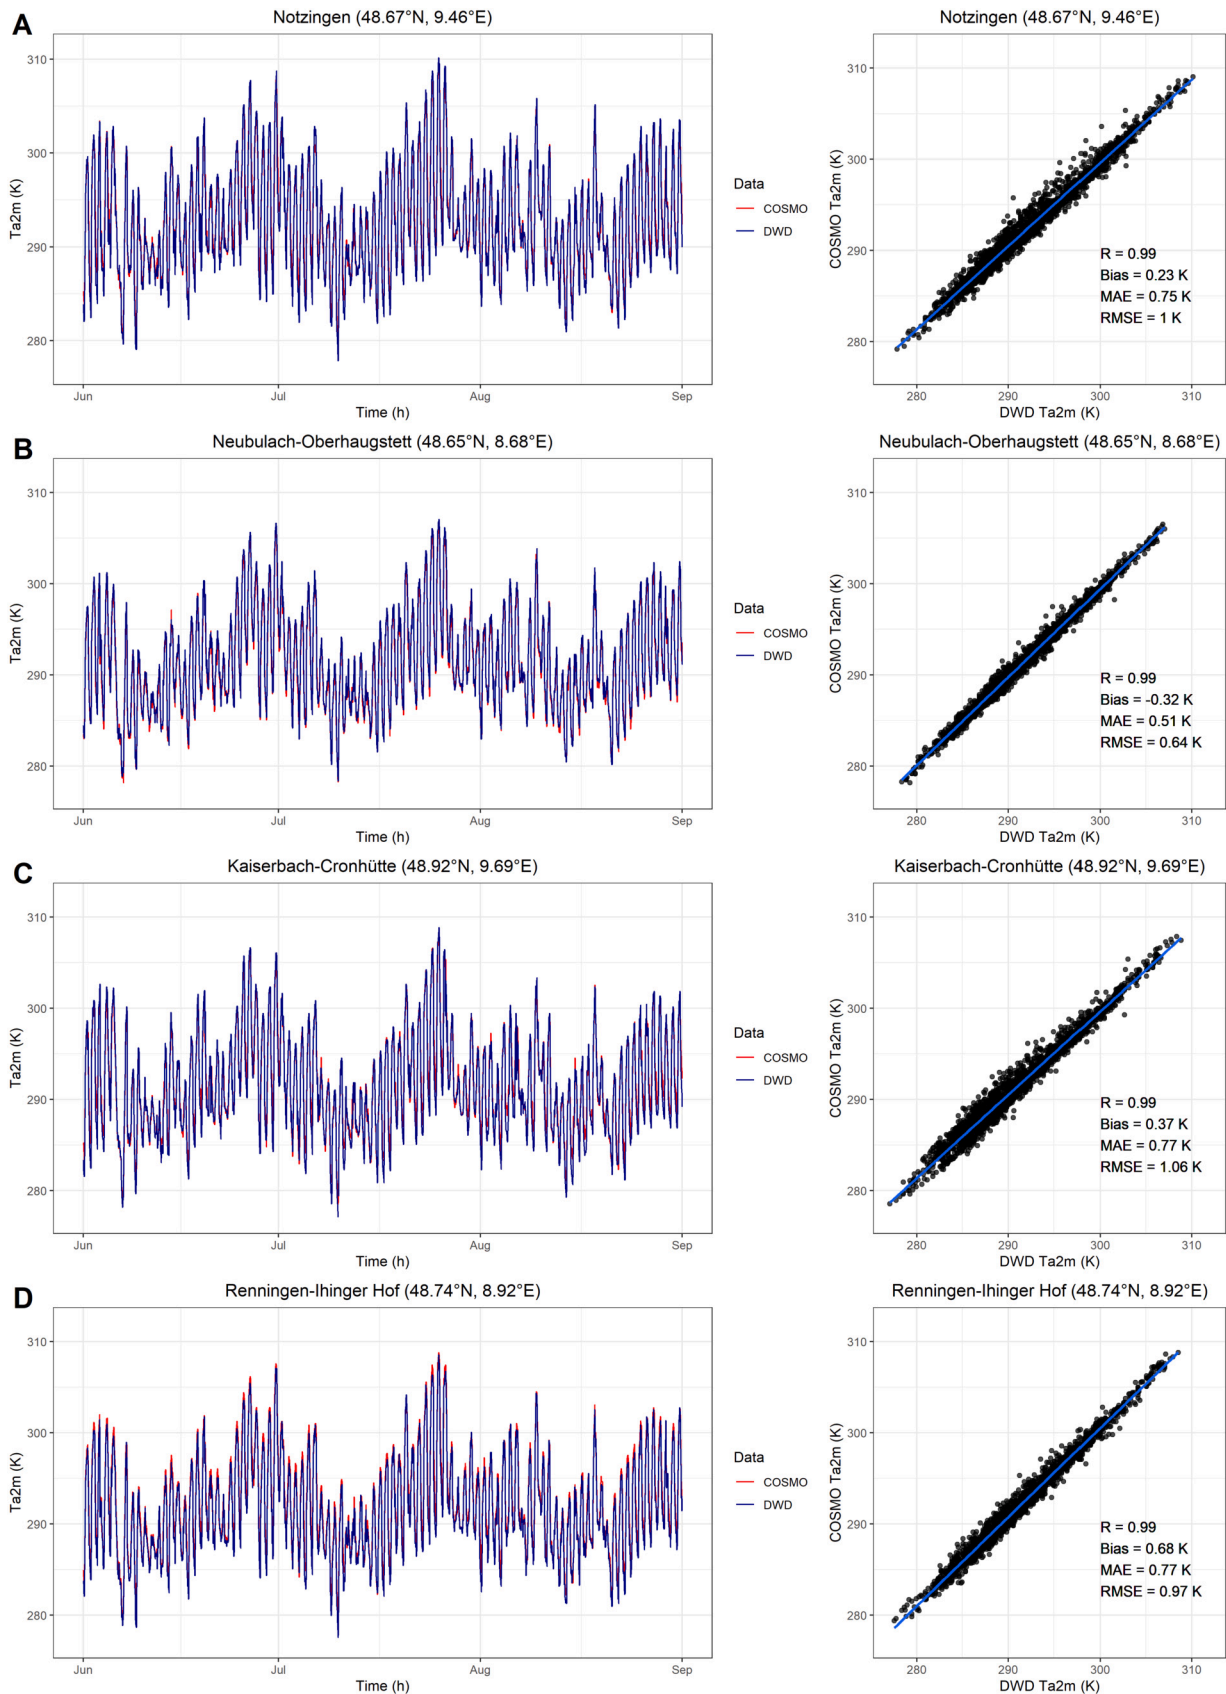 A
Notzingen (48.67°N, 9.46°E)
310
300
290
280
Ta2m (K)
Jun
Jul
Aug
Sep
Time (h)
Data
COSMO
DWD
Notzingen (48.67°N, 9.46°E)
310
300
290
280
COSMO Ta2m (K)
R = 0.99
Bias = 0.23 K
MAE = 0.75 K
RMSE = 1 K
280
290
300
310
DWD Ta2m (K)
B
Neubulach-Oberhaugstett (48.65°N, 8.68°E)
310
300
290
280
Ta2m (K)
Jun
Jul
Aug
Sep
Time (h)
Data
COSMO
DWD
Neubulach-Oberhaugstett (48.65°N, 8.68°E)
310
300
290
280
COSMO Ta2m (K)
R = 0.99
Bias = -0.32 K
MAE = 0.51 K
RMSE = 0.64 K
280
290
300
310
DWD Ta2m (K)
C
Kaiserbach-Cronhütte (48.92°N, 9.69°E)
310
300
290
280
Ta2m (K)
Jun
Jul
Aug
Sep
Time (h)
Data
COSMO
DWD
Kaiserbach-Cronhütte (48.92°N, 9.69°E)
310
300
290
280
COSMO Ta2m (K)
R = 0.99
Bias = 0.37 K
MAE = 0.77 K
RMSE = 1.06 K
280
290
300
310
DWD Ta2m (K)
D
Renningen-Ihinger Hof (48.74°N, 8.92°E)
310
300
290
280
Ta2m (K)
Jun
Jul
Aug
Sep
Time (h)
Data
COSMO
DWD
Renningen-Ihinger Hof (48.74°N, 8.92°E)
310
300
290
280
COSMO Ta2m (K)
R = 0.99
Bias = 0.68 K
MAE = 0.77 K
RMSE = 0.97 K
280
290
300
310
DWD Ta2m (K)